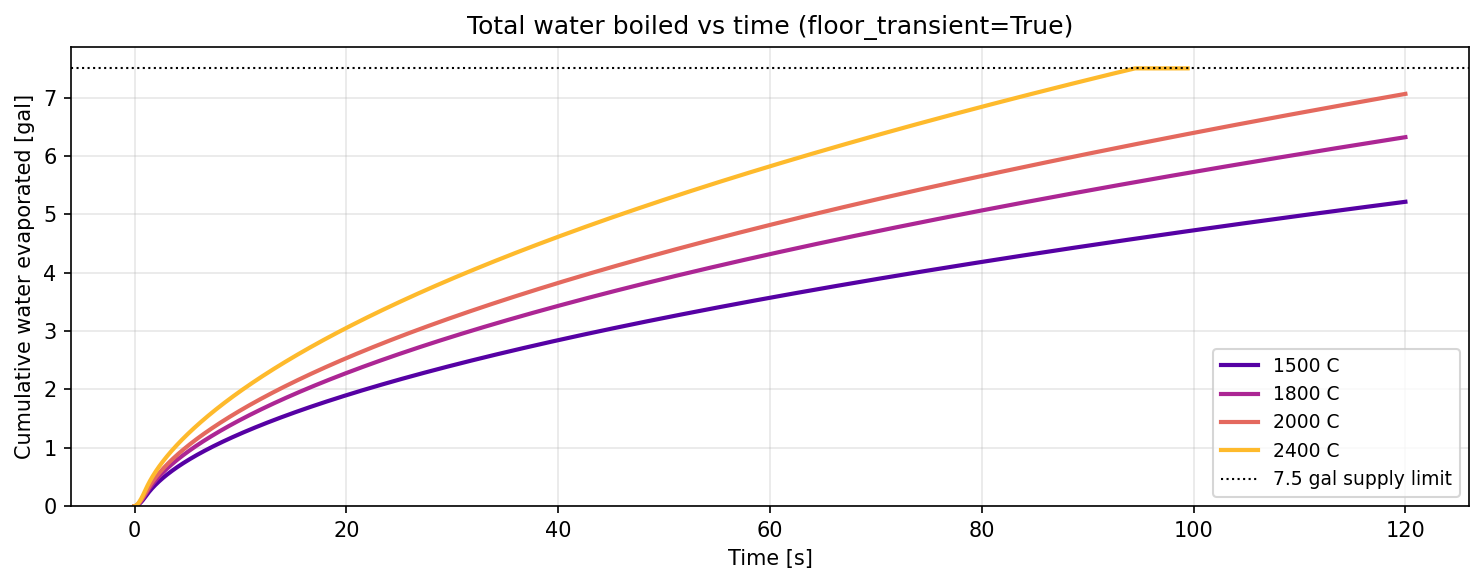 Total water boiled vs time (floor_transient=True)
Cumulative water evaporated [gal]
7
6
5
4
3
2
1
0
0 20 40 60 80 100 120
Time [s]
1500 C
1800 C
2000 C
2400 C
7.5 gal supply limit